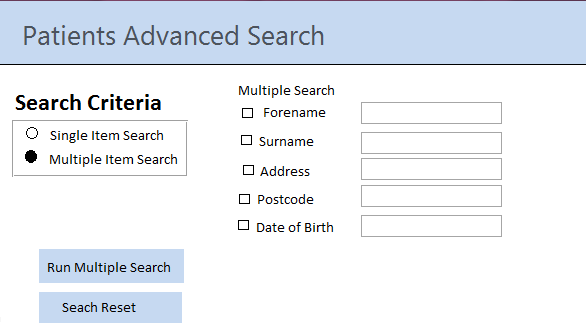 Patients Advanced Search
Search Criteria
Single Item Search
Multiple Item Search
Multiple Search
Forename
Surname
Address
Postcode
Date of Birth
Run Multiple Search
Seach Reset